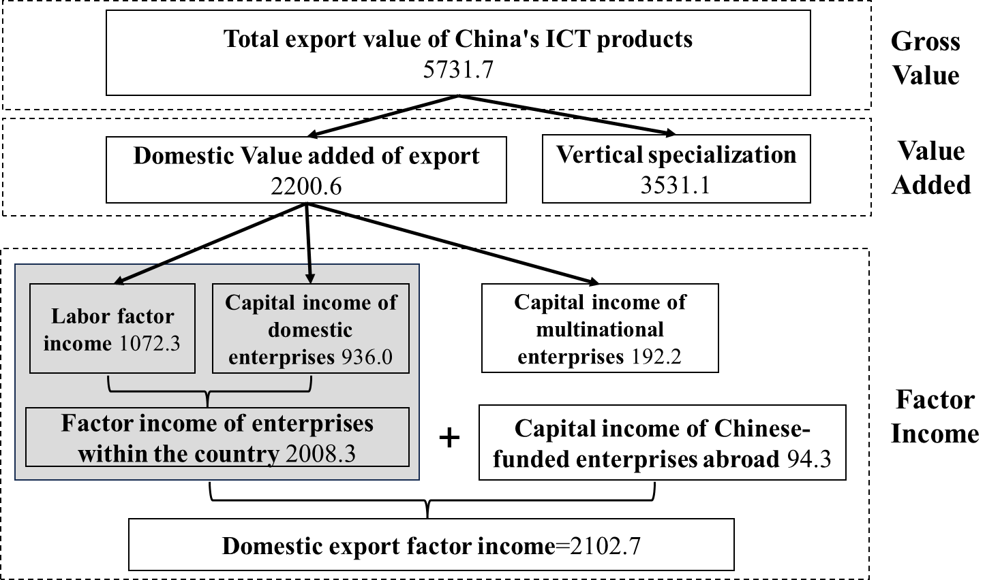 Total export value of China's ICT products
5731.7
Gross
Value
Domestic Value added of export
2200.6
Vertical specialization
3531.1
Value
Added
Labor factor
income 1072.3
Capital income of
domestic
enterprises 936.0
Capital income of
multinational
enterprises 192.2
Factor income of enterprises
within the country 2008.3
+
Capital income of Chinese-
funded enterprises abroad 94.3
Factor
Income
Domestic export factor income=2102.7